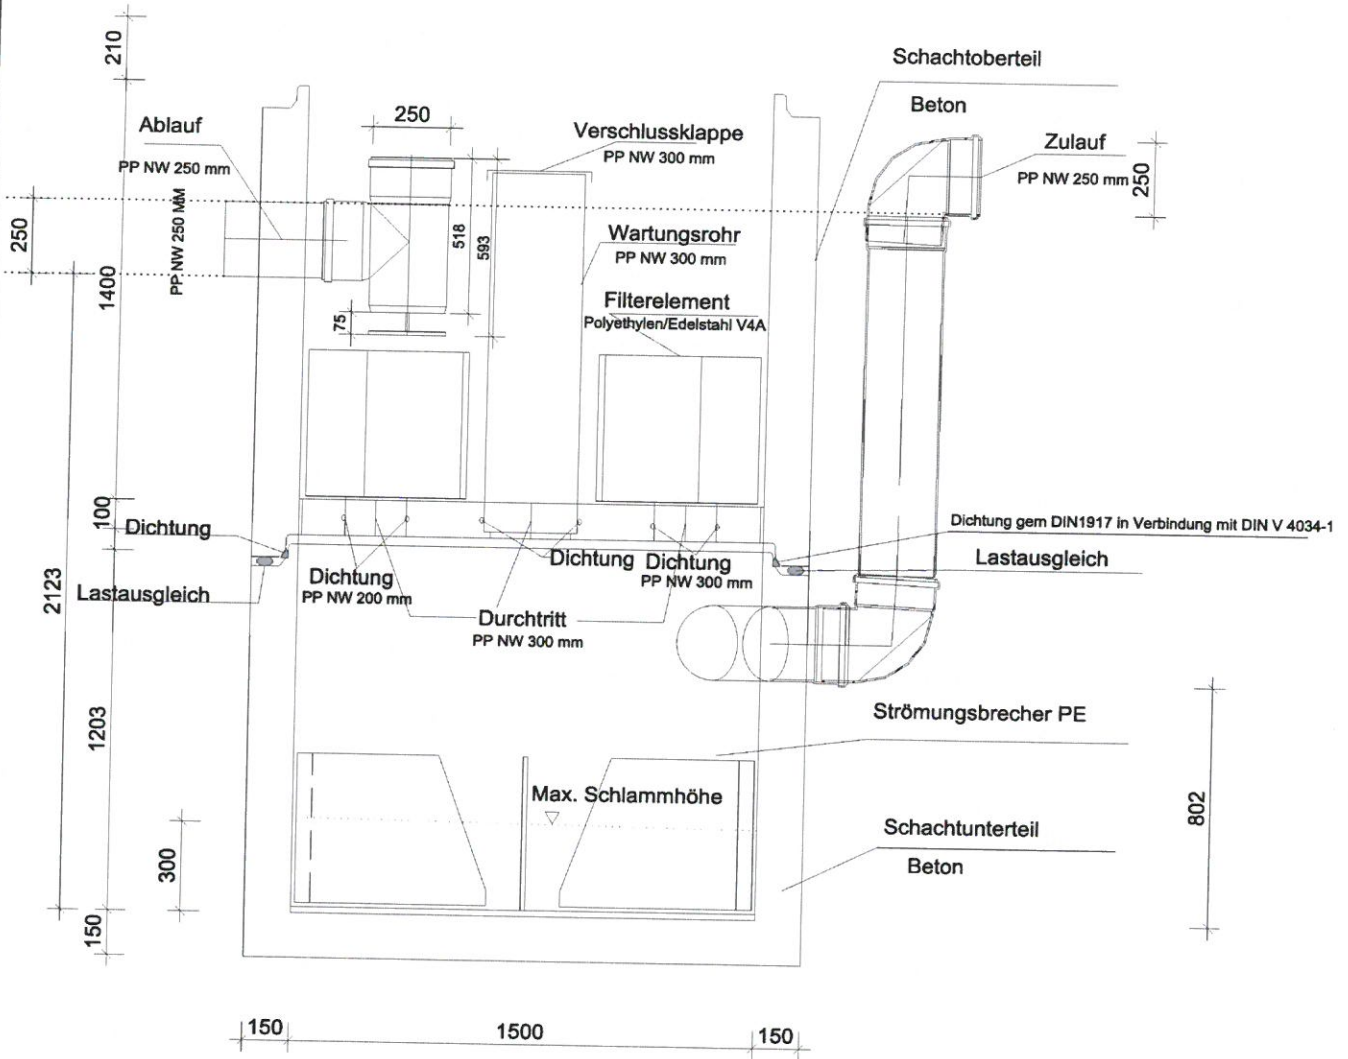 210
Schachtoberteil
Beton
Ablauf
PP NW 250 mm
250
Verschlussklappe
PP NW 300 mm
Zulauf
PP NW 250 mm
250
PP NW 250 MM
250
518
593
Wartungsrohr
PP NW 300 mm
1400
Filterelement
Polyethylen/Edelstahl V4A
75
100
Dichtung
Dichtung gem DIN1917 in Verbindung mit DIN V 4034-1
Lastausgleich
Dichtung
Dichtung
PP NW 300 mm
Dichtung
PP NW 200 mm
Lastausgleich
2123
Durchtritt
PP NW 300 mm
1203
Strömungsbrecher PE
Max. Schlammhöhe
802
Schachtunterteil
Beton
300
150
150
1500
150